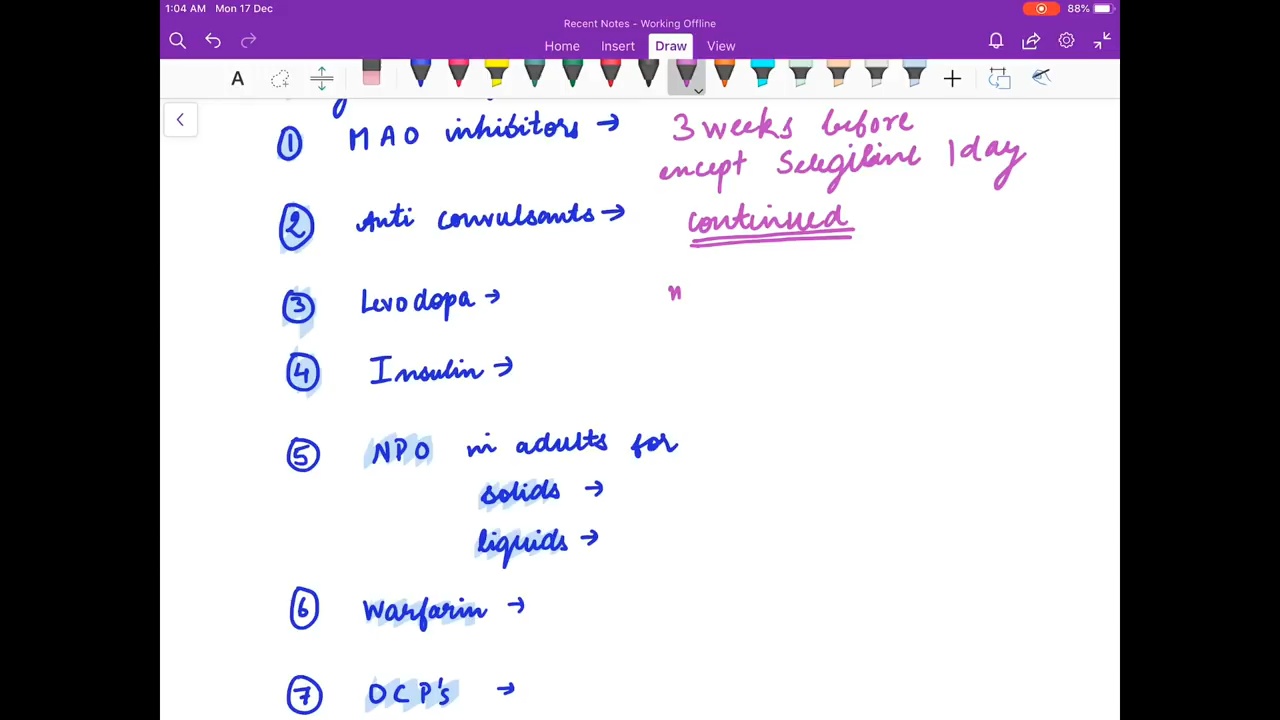 1:04 AM Mon 17 Dec
88%
Recent Notes - Working Offline
Home Insert Draw View
A
1 MAO inhibitors → 3 weeks before
except Selegiline 1 day
2 Anti convulsants → continued
3 Levodopa → n
4 Insulin →
5 NPO in adults for
solids →
liquids →
6 Warfarin →
7 OCP's →